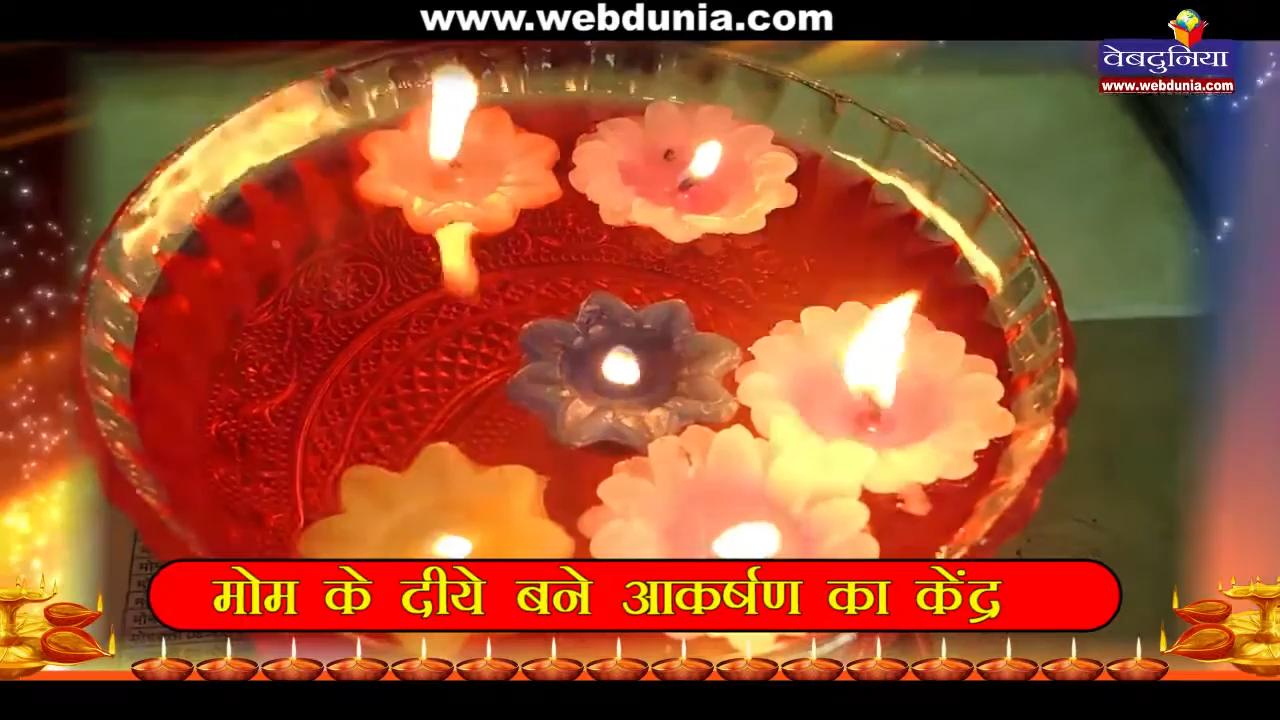 www.webdunia.com
वेबदुनिया
www.webdunia.com
मोम के दीये बने आकर्षण का केंद्र